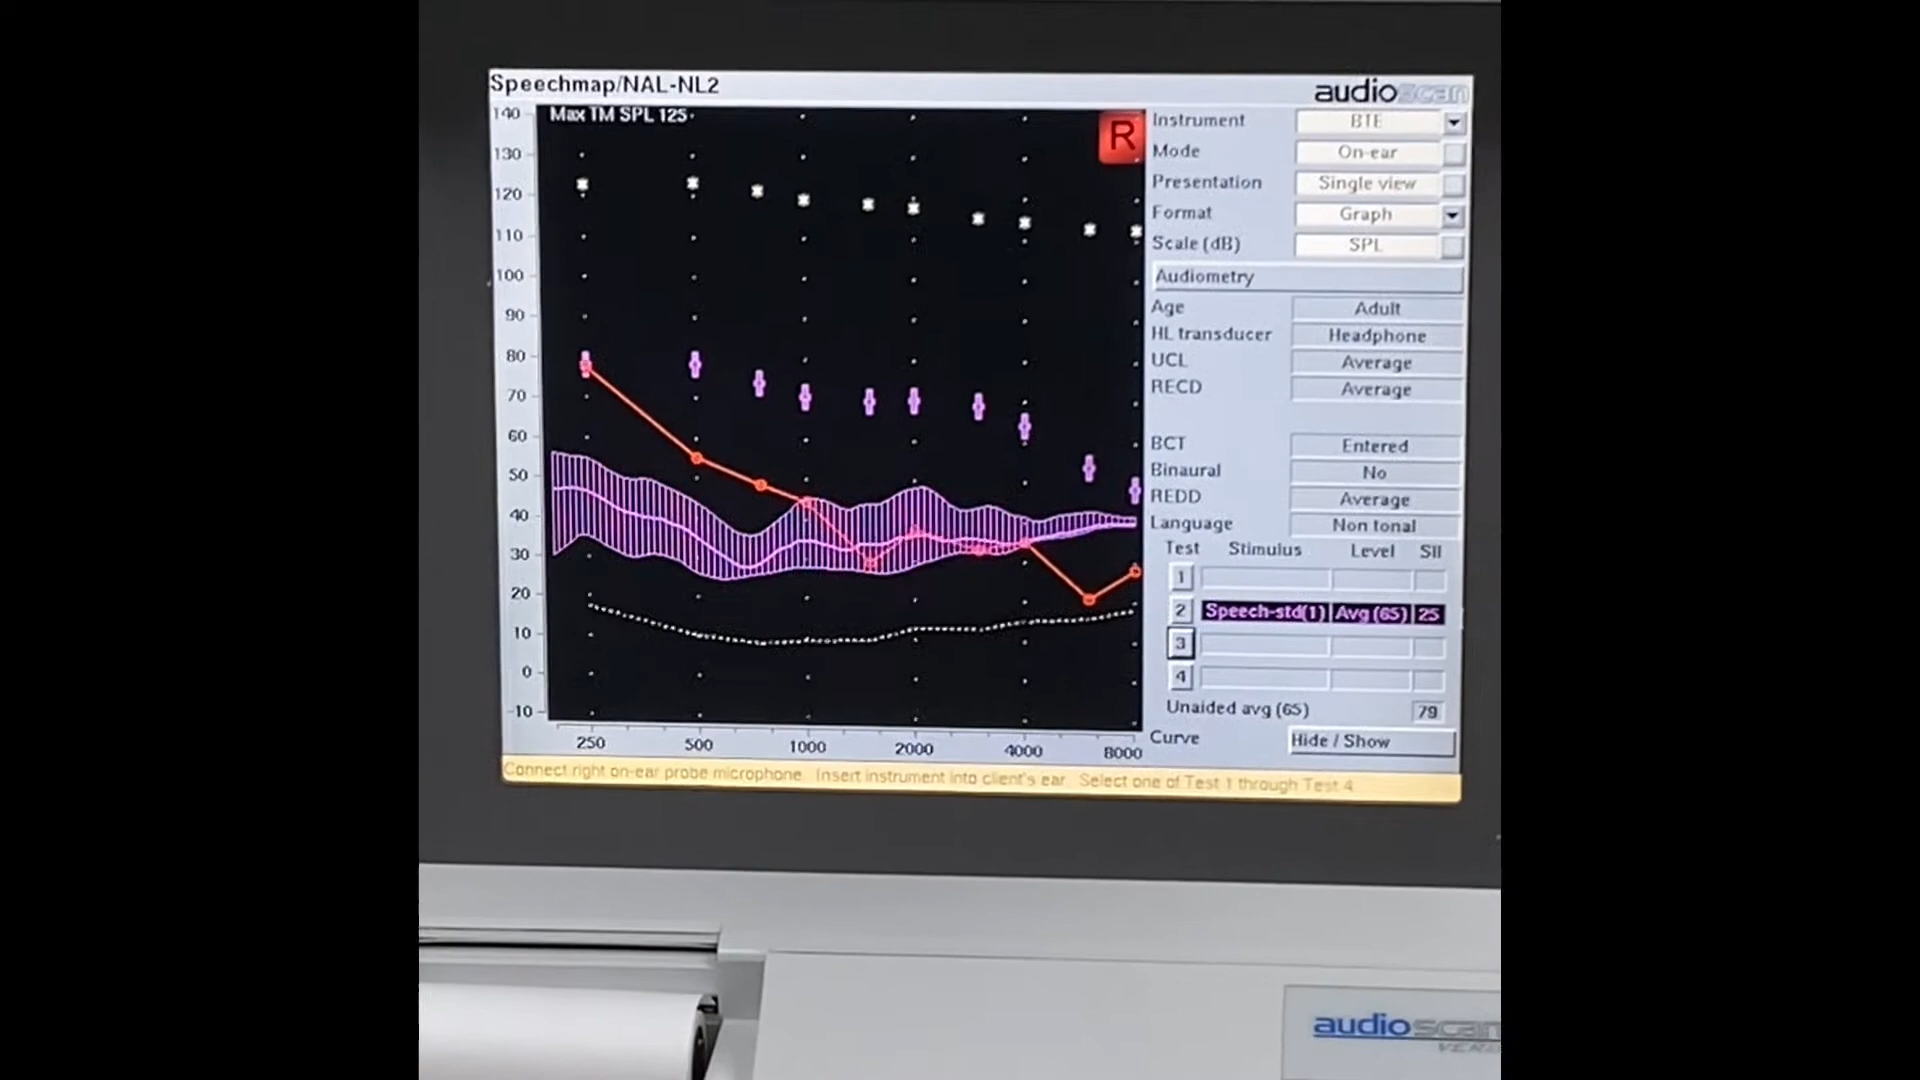 Speechmap/NAL-NL2
audioscan
Max TM SPL 125
R
140
130
120
110
100
90
80
70
60
50
40
30
20
10
0
-10
250 500 1000 2000 4000 8000
Instrument BTE
Mode On-ear
Presentation Single view
Format Graph
Scale (dB) SPL
Audiometry
Age Adult
HL transducer Headphone
UCL Average
RECD Average
BCT Entered
Binaural No
REDD Average
Language Non tonal
Test Stimulus Level SII
1
2 Speech-std(1) Avg (65) 25
3
4
Unaided avg (65) 79
Curve Hide / Show
Connect right on-ear probe microphone. Insert instrument into client's ear. Select one of Test 1 through Test 4
audioscan